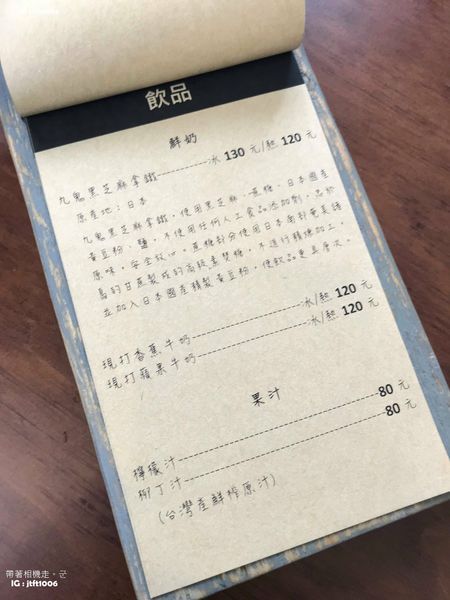 飲品
鮮奶
九鬼黑芝麻拿鐵----------冰 130 元/熱 120 元
原產地：日本
九鬼黑芝麻拿鐵，使用黑芝麻、蔗糖、日本國產
黃豆粉、鹽，不使用任何人工食品添加劑，品於
原味，安全放心。蔗糖部分使用日本南部奄美諸
島的甘蔗製成的高級素焚糖，不進行精煉加工，
並加入日本國產精製黃豆粉，使飲品更具層次。
現打香蕉牛奶--------------------冰/熱 120 元
現打蘋果牛奶--------------------冰/熱 120 元
果汁
檸檬汁------------------------------80 元
柳丁汁------------------------------80 元
(台灣產鮮榨原汁)
帶著相機走。芒
IG : jtft1006